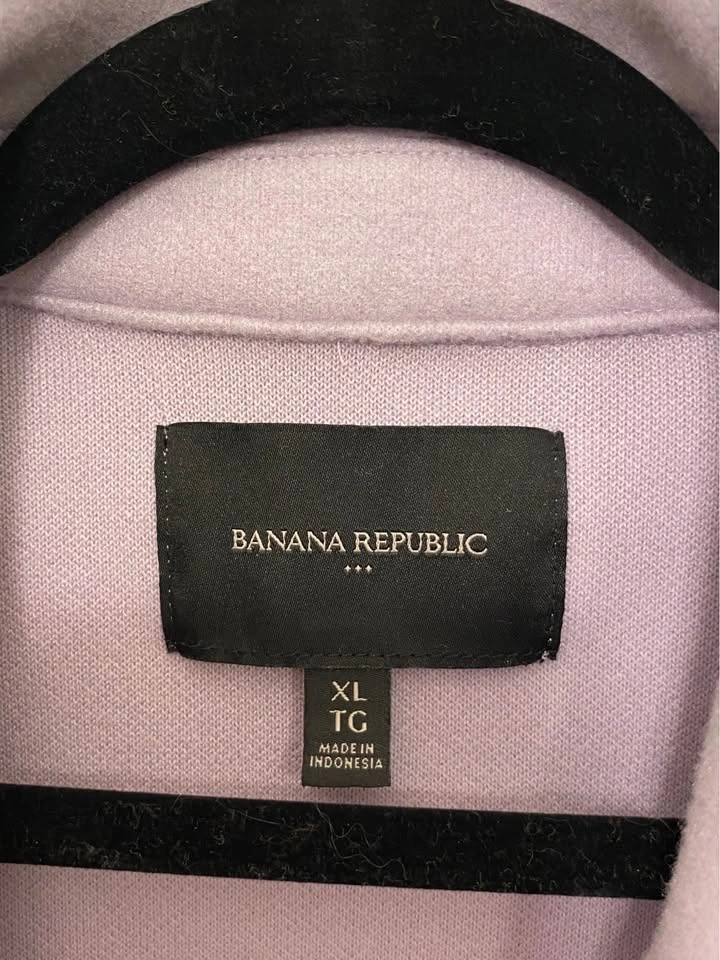 BANANA REPUBLIC
XL
TG
MADE IN
INDONESIA